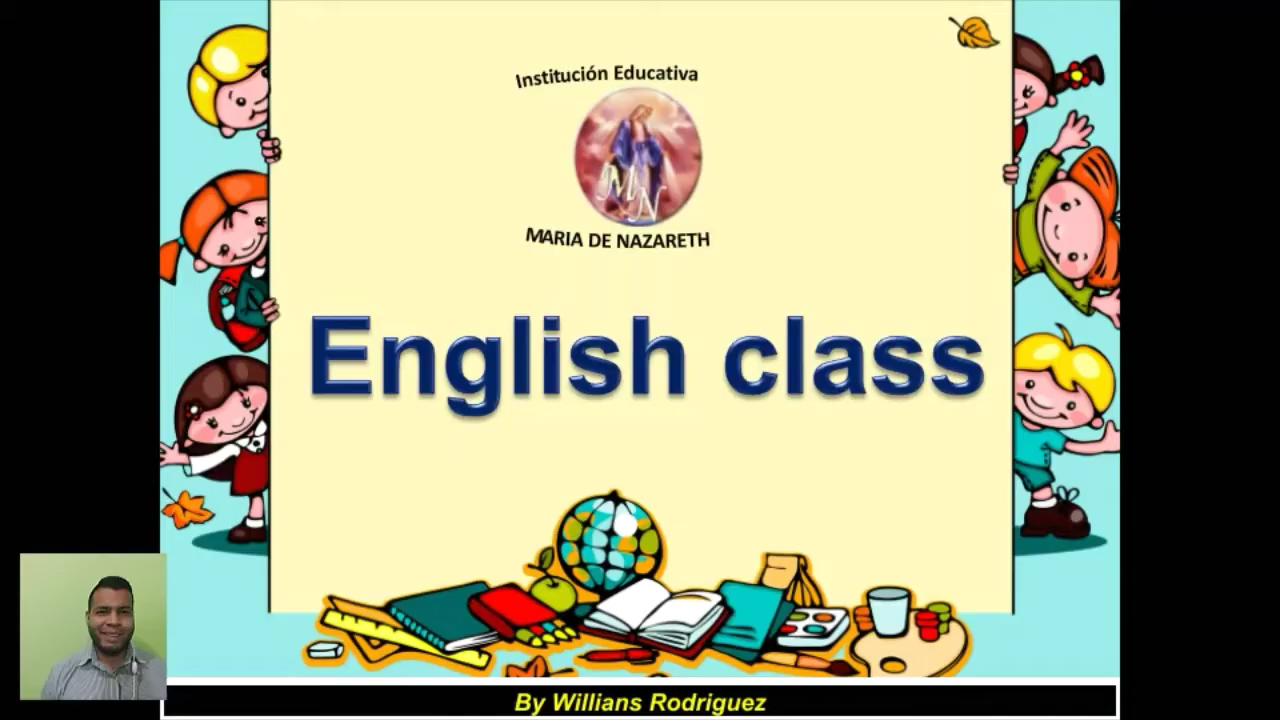 Institución Educativa
MN
MARIA DE NAZARETH
English class
By Willians Rodriguez